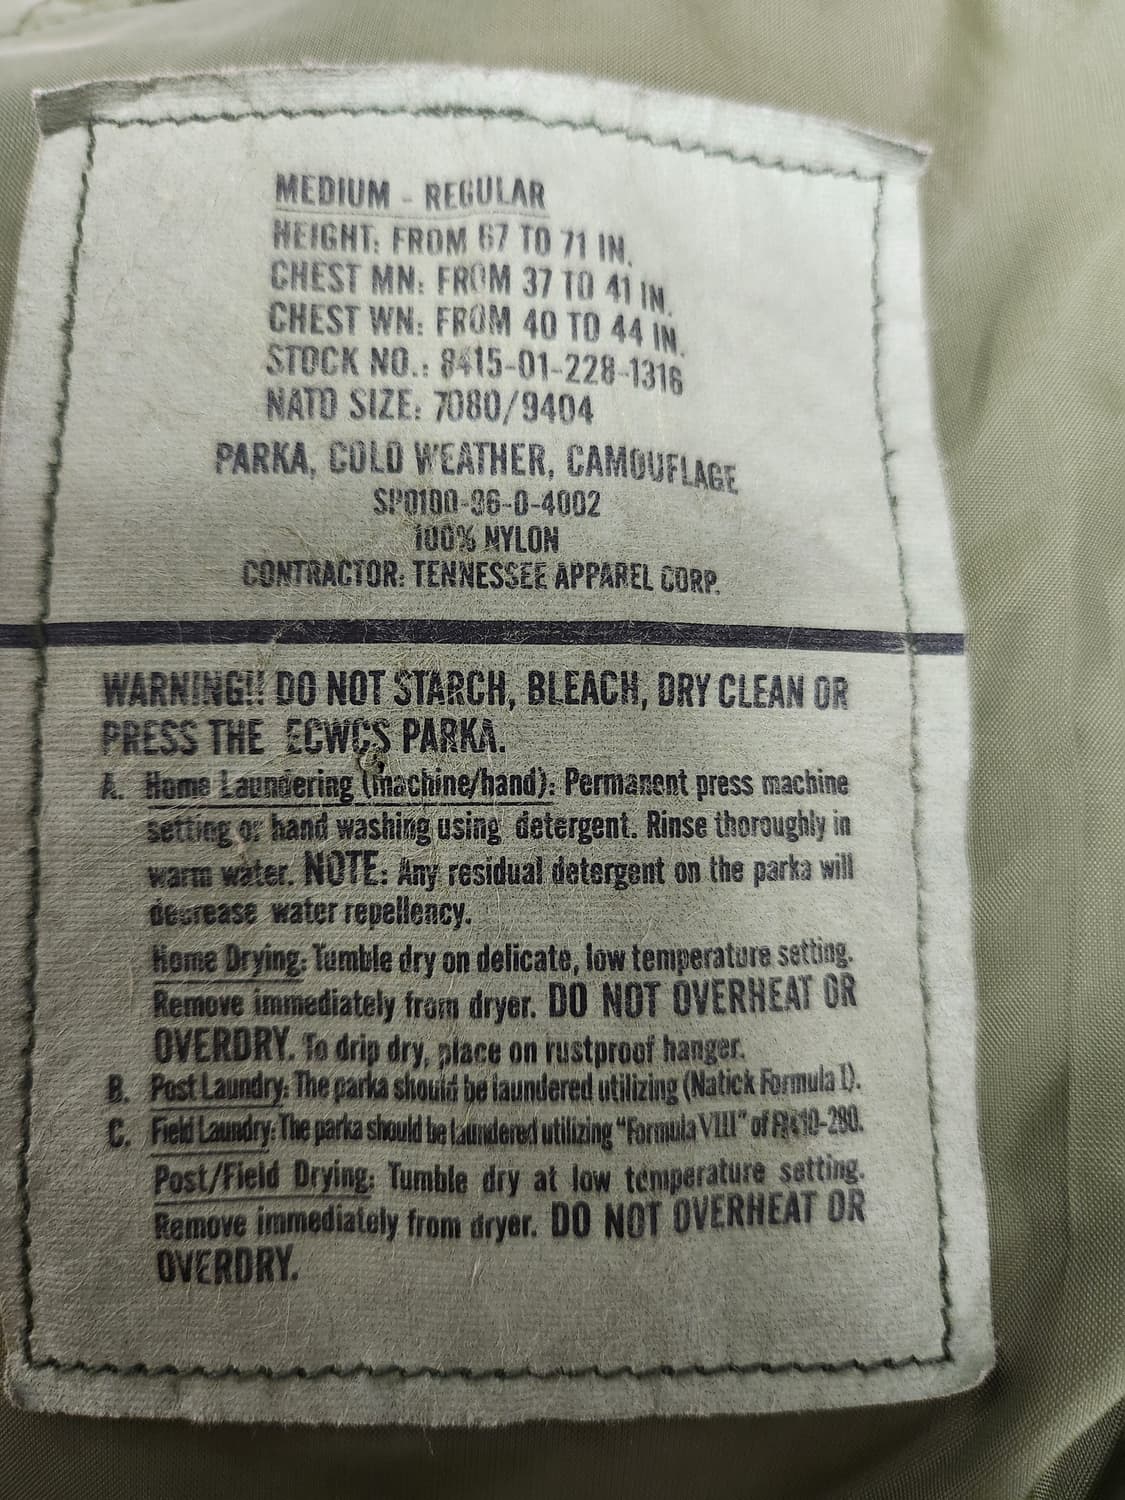 MEDIUM - REGULAR
HEIGHT: FROM 67 TO 71 IN.
CHEST MN: FROM 37 TO 41 IN.
CHEST WN: FROM 40 TO 44 IN.
STOCK NO.: 8415-01-228-1316
NATO SIZE: 7080/9404
PARKA, COLD WEATHER, CAMOUFLAGE
SP0100-96-D-4002
100% NYLON
CONTRACTOR: TENNESSEE APPAREL CORP.
WARNING!! DO NOT STARCH, BLEACH, DRY CLEAN OR
PRESS THE ECWCS PARKA.
A. Home Laundering (machine/hand): Permanent press machine
setting or hand washing using detergent. Rinse thoroughly in
warm water. NOTE: Any residual detergent on the parka will
decrease water repellency.
Home Drying: Tumble dry on delicate, low temperature setting.
Remove immediately from dryer. DO NOT OVERHEAT OR
OVERDRY. To drip dry, place on rustproof hanger.
B. Post Laundry: The parka should be laundered utilizing (Natick Formula I).
C. Field Laundry: The parka should be laundered utilizing "Formula VIII" of
Post/Field Drying: Tumble dry at low temperature setting.
Remove immediately from dryer. DO NOT OVERHEAT OR
OVERDRY.